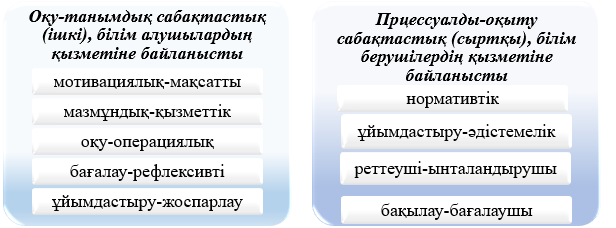 Оқу-танымдық сабақтастық
(ішкі), білім алушылардың
қызметіне байланысты
мотивациялық-мақсатты
мазмұндық-қызметтік
оқу-операциялық
бағалау-рефлексивті
ұйымдастыру-жоспарлау
Прцессуалды-оқыту
сабақтастық (сыртқы), білім
берушілердің қызметіне
байланысты
нормативтік
ұйымдастыру-әдістемелік
реттеуші-ынталандырушы
бақылау-бағалаушы